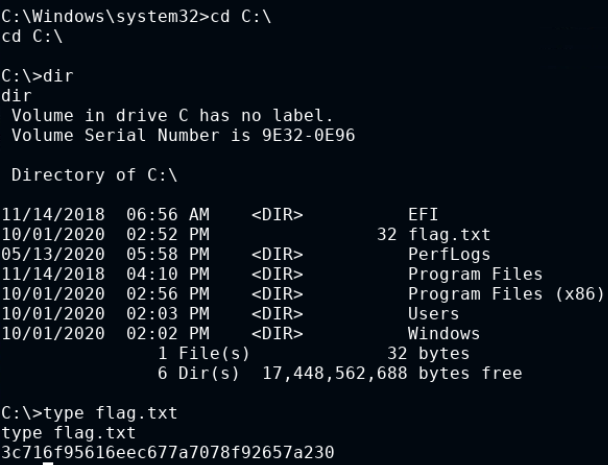 C:\Windows\system32>cd C:\
cd C:\
C:\>dir
dir
 Volume in drive C has no label.
 Volume Serial Number is 9E32-0E96
 Directory of C:\
11/14/2018  06:56 AM    <DIR>          EFI
10/01/2020  02:52 PM                32 flag.txt
05/13/2020  05:58 PM    <DIR>          PerfLogs
11/14/2018  04:10 PM    <DIR>          Program Files
10/01/2020  02:56 PM    <DIR>          Program Files (x86)
10/01/2020  02:03 PM    <DIR>          Users
10/01/2020  02:02 PM    <DIR>          Windows
               1 File(s)             32 bytes
               6 Dir(s)  17,448,562,688 bytes free
C:\>type flag.txt
type flag.txt
3c716f95616eec677a7078f92657a230